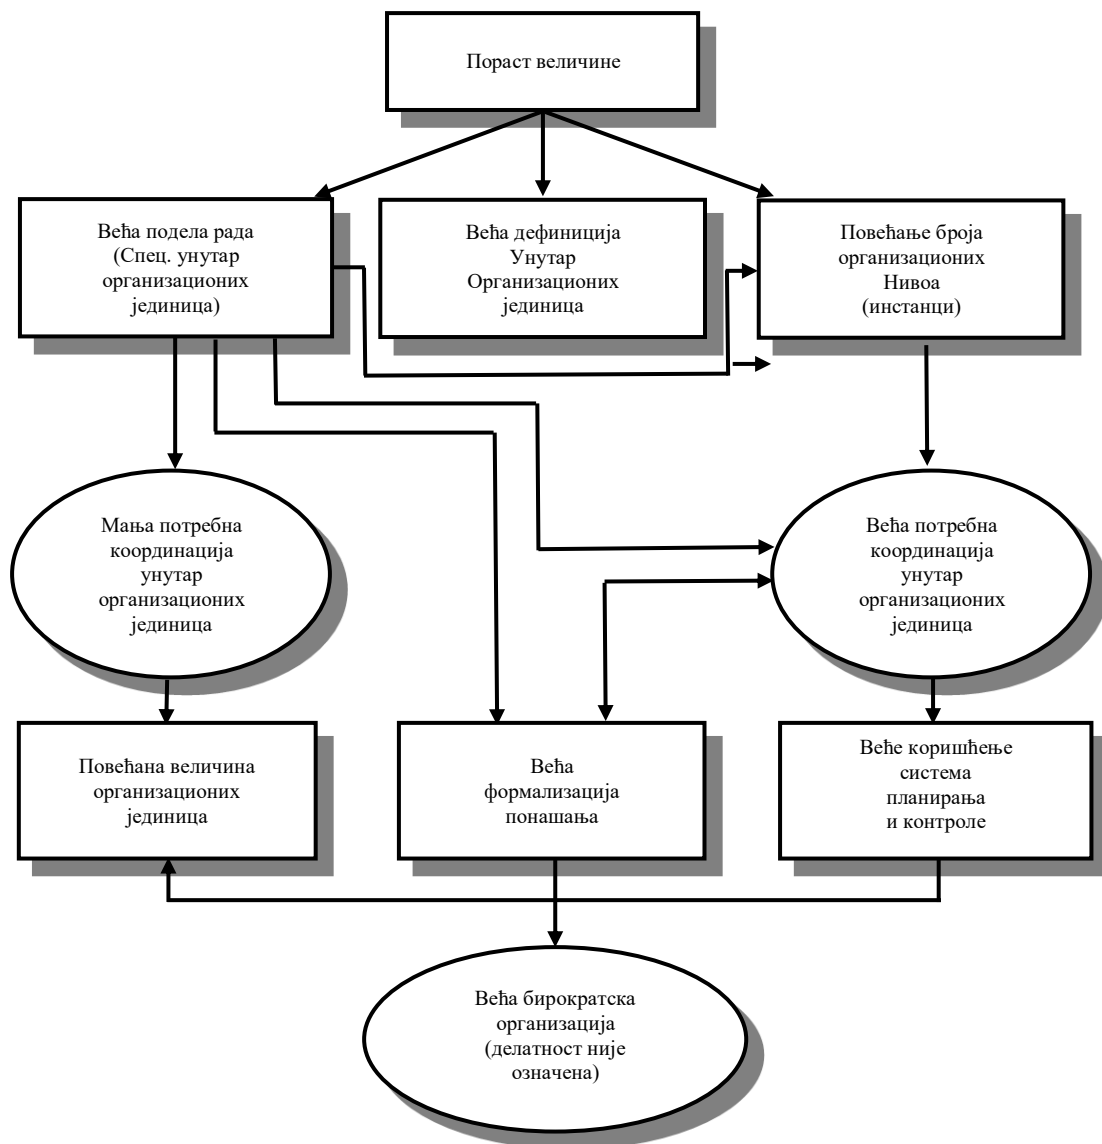 Пораст величине
Већа подела рада
(Спец. унутар
организационих
јединица)
Већа дефиниција
Унутар
Организационих
јединица
Повећање броја
организационих
Нивоа
(инстанци)
Мања потребна
координација
унутар
организационих
јединица
Већа потребна
координација
унутар
организационих
јединица
Повећана величина
организационих
јединица
Већа
формализација
понашања
Веће коришћење
система
планирања
и контроле
Већа бирократска
организација
(делатност није
означена)